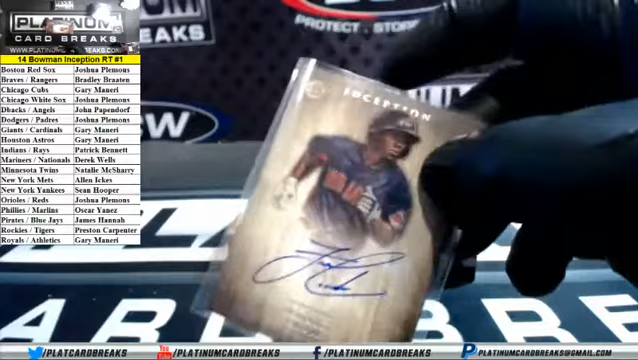 PLATINUM
CARD BREAKS
WWW.PLATINUMCARDBREAKS.COM
14 Bowman Inception RT #1
Boston Red Sox Joshua Plemons
Braves / Rangers Bradley Braaten
Chicago Cubs Gary Maneri
Chicago White Sox Joshua Plemons
Dbacks / Angels John Papendorf
Dodgers / Padres Joshua Plemons
Giants / Cardinals Gary Maneri
Houston Astros Gary Maneri
Indians / Rays Patrick Bennett
Mariners / Nationals Derek Wells
Minnesota Twins Natalie McSharry
New York Mets Allen Ickes
New York Yankees Sean Hooper
Orioles / Reds Joshua Plemons
Phillies / Marlins Oscar Yanez
Pirates / Blue Jays James Hannah
Rockies / Tigers Preston Carpenter
Royals / Athletics Gary Maneri
PROTECT · STORE
INCEPTION
/PLATCARDBREAKS
/PLATINUMCARDBREAKS
/PLATINUMCARDBREAKS
PLATINUMCARDBREAKS@GMAIL.COM